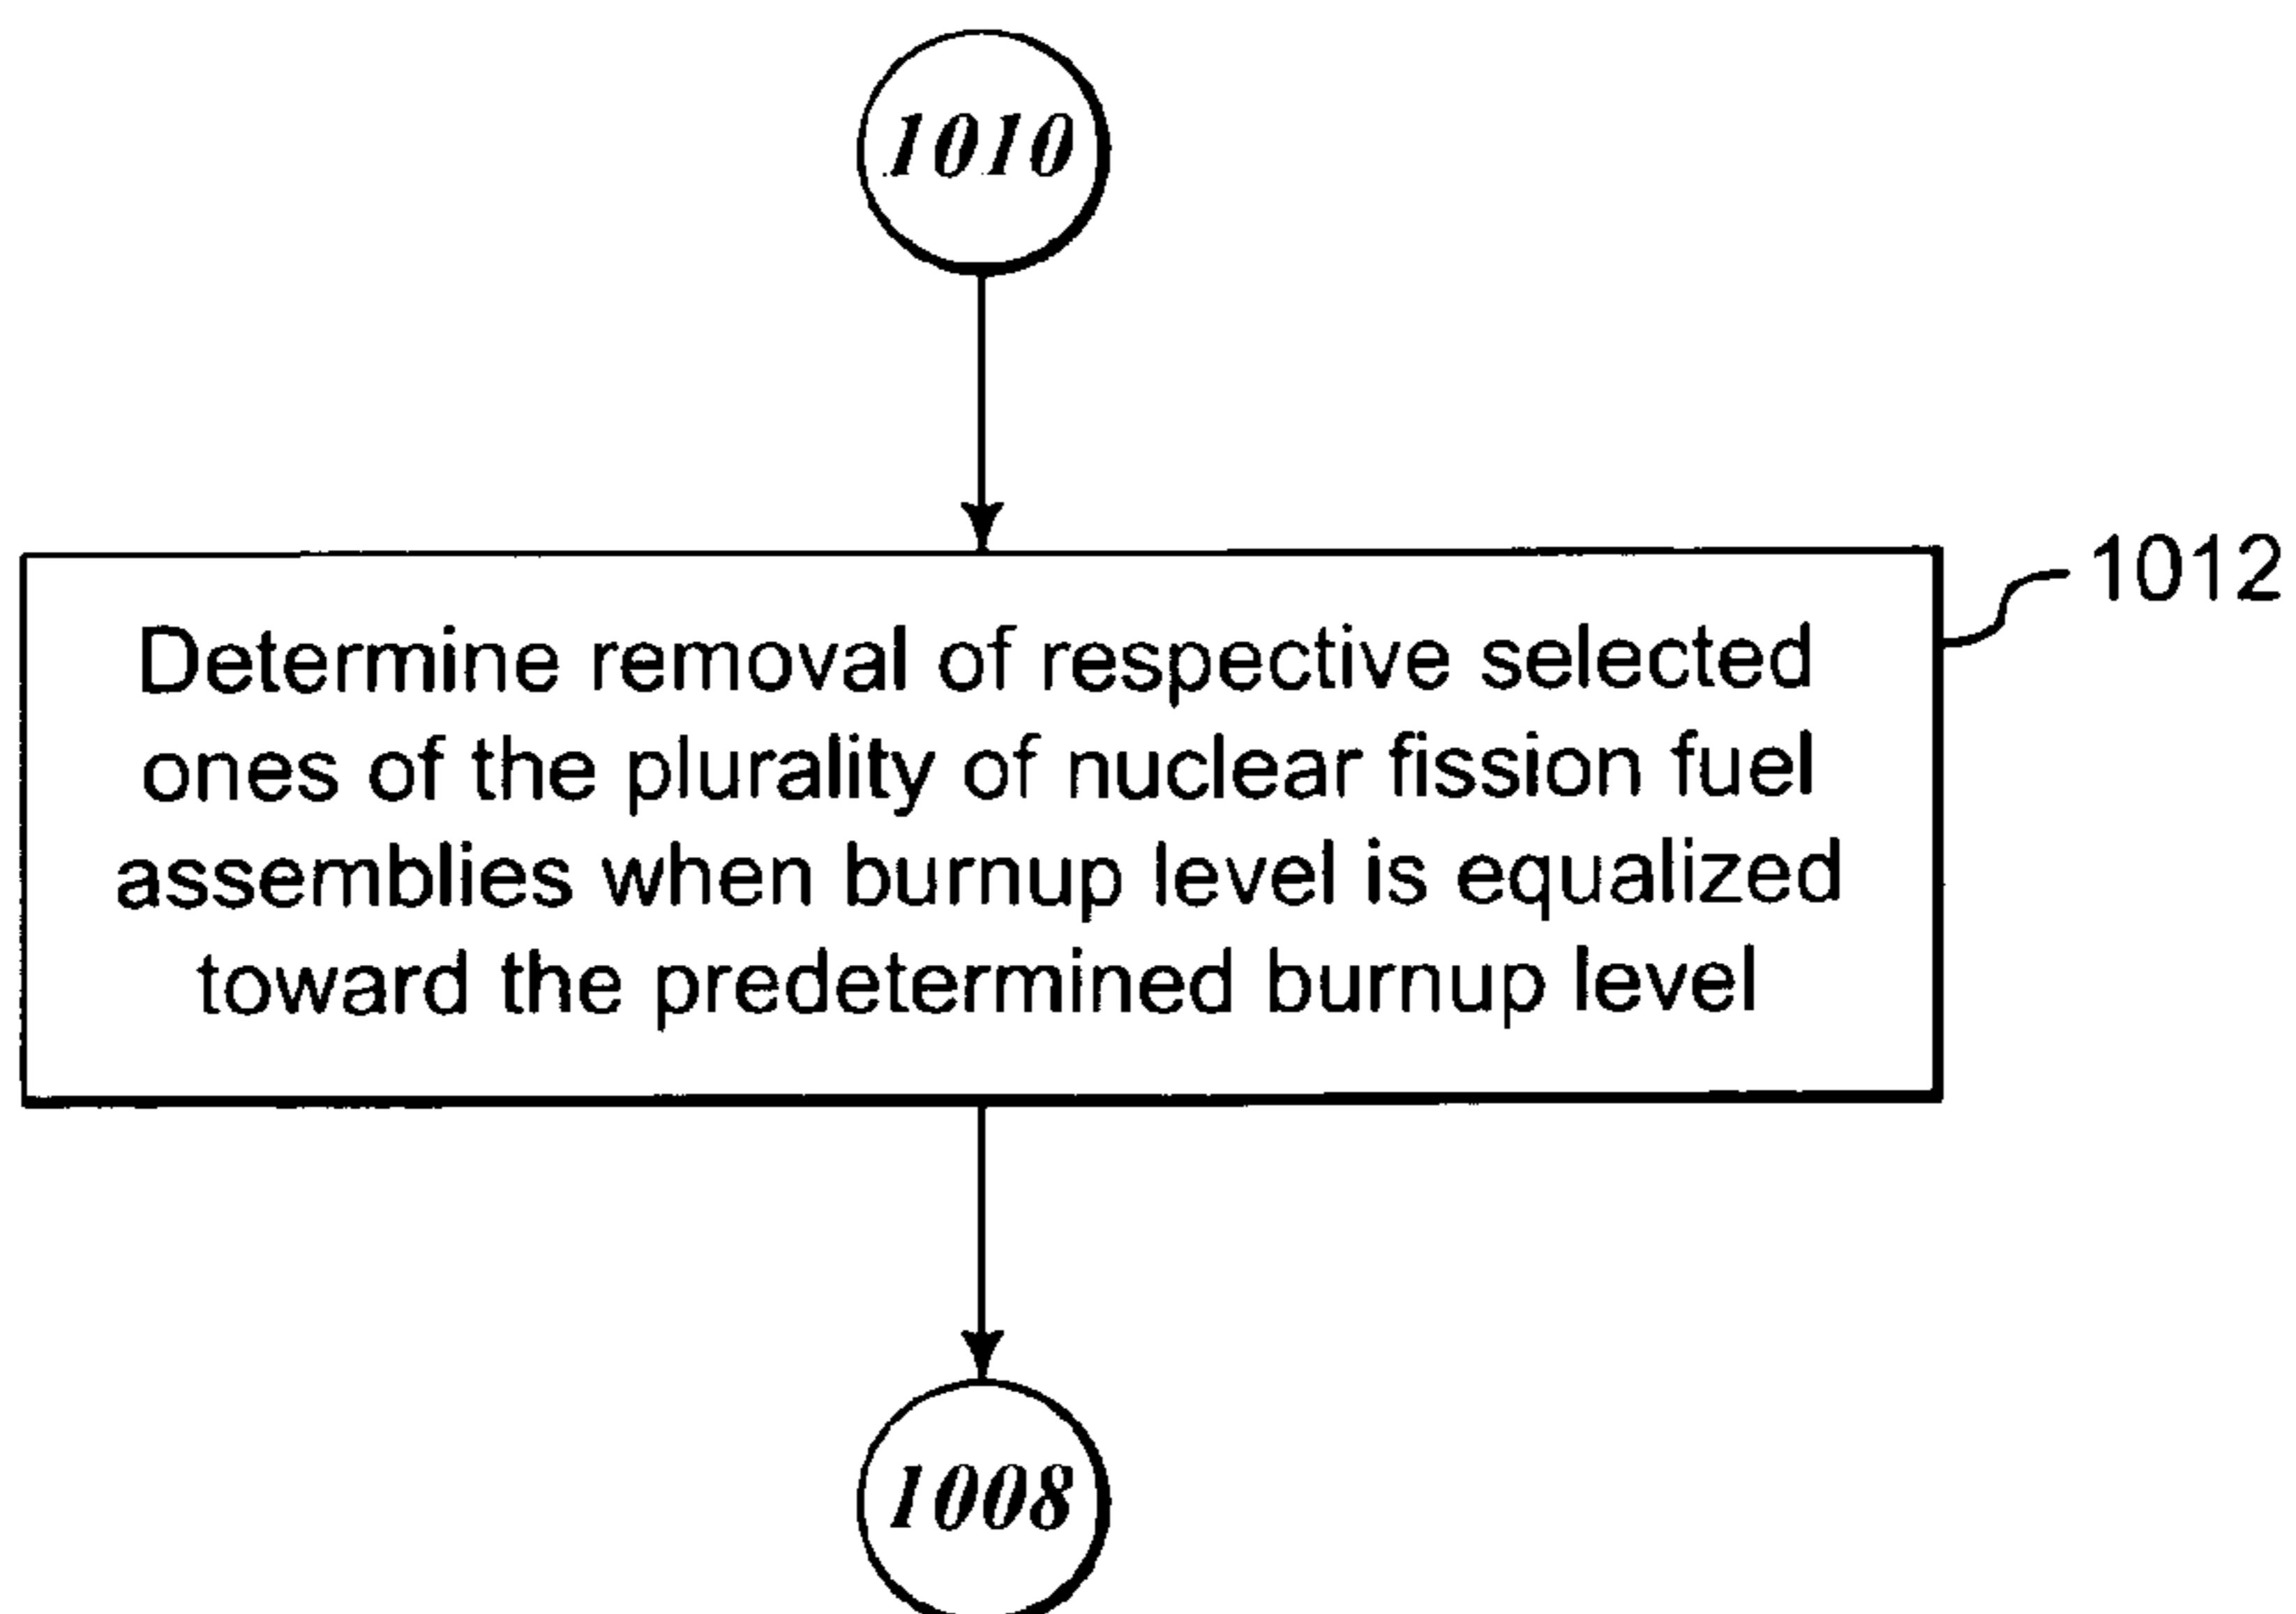 1010
1012
Determine removal of respective selected
ones of the plurality of nuclear fission fuel
assemblies when burnup level is equalized
toward the predetermined burnup level
1008